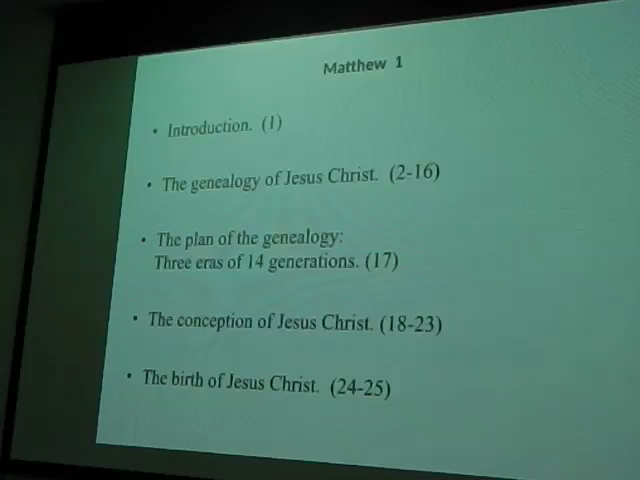 Matthew 1
• Introduction. (1)
• The genealogy of Jesus Christ. (2-16)
• The plan of the genealogy:
Three eras of 14 generations. (17)
• The conception of Jesus Christ. (18-23)
• The birth of Jesus Christ. (24-25)